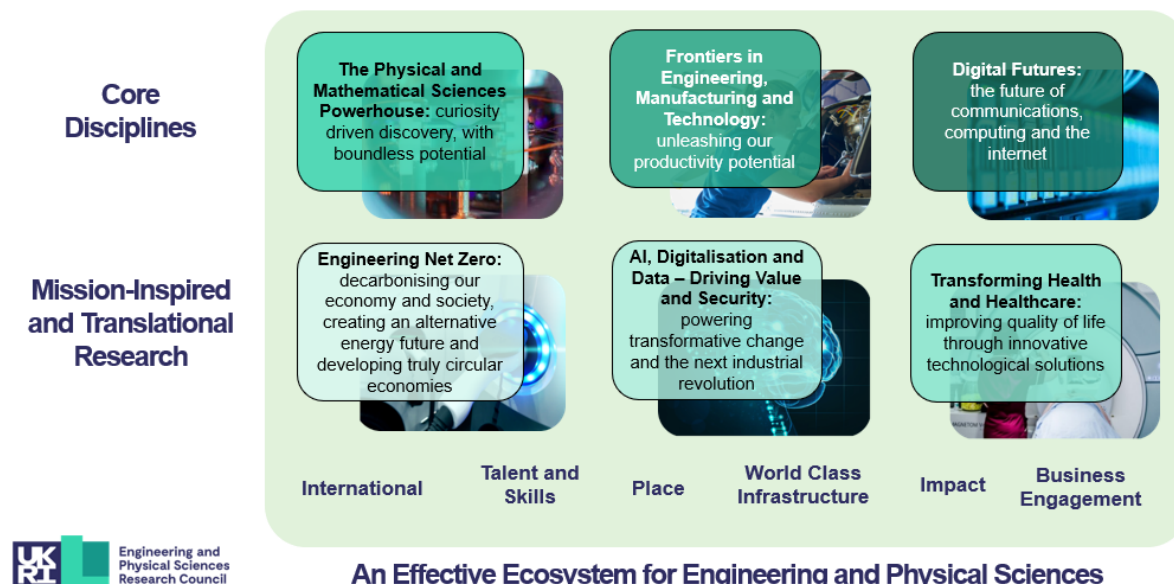 Core
Disciplines
The Physical and
Mathematical Sciences
Powerhouse: curiosity
driven discovery, with
boundless potential
Frontiers in
Engineering,
Manufacturing and
Technology:
unleashing our
productivity potential
Digital Futures:
the future of
communications,
computing and the
internet
Mission-Inspired
and Translational
Research
Engineering Net Zero:
decarbonising our
economy and society,
creating an alternative
energy future and
developing truly circular
economies
AI, Digitalisation and
Data – Driving Value
and Security:
powering
transformative change
and the next industrial
revolution
Transforming Health
and Healthcare:
improving quality of life
through innovative
technological solutions
International
Talent and
Skills
Place
World Class
Infrastructure
Impact
Business
Engagement
UK
RI
Engineering and
Physical Sciences
Research Council
An Effective Ecosystem for Engineering and Physical Sciences